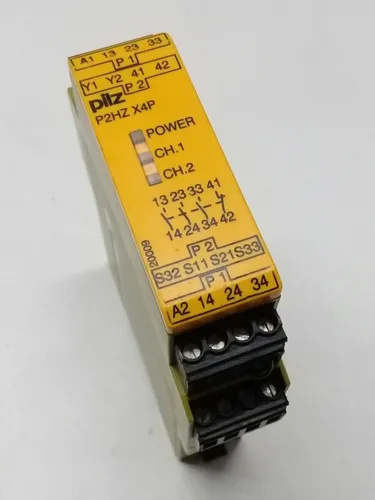 A1 13 23 33
P 1
Y1 Y2 41 42
P 2
pilz
P2HZ X4P
POWER
CH.1
CH.2
13 23 33 41
14 24 34 42
20009
P 2
S32 S11 S21 S33
P 1
A2 14 24 34